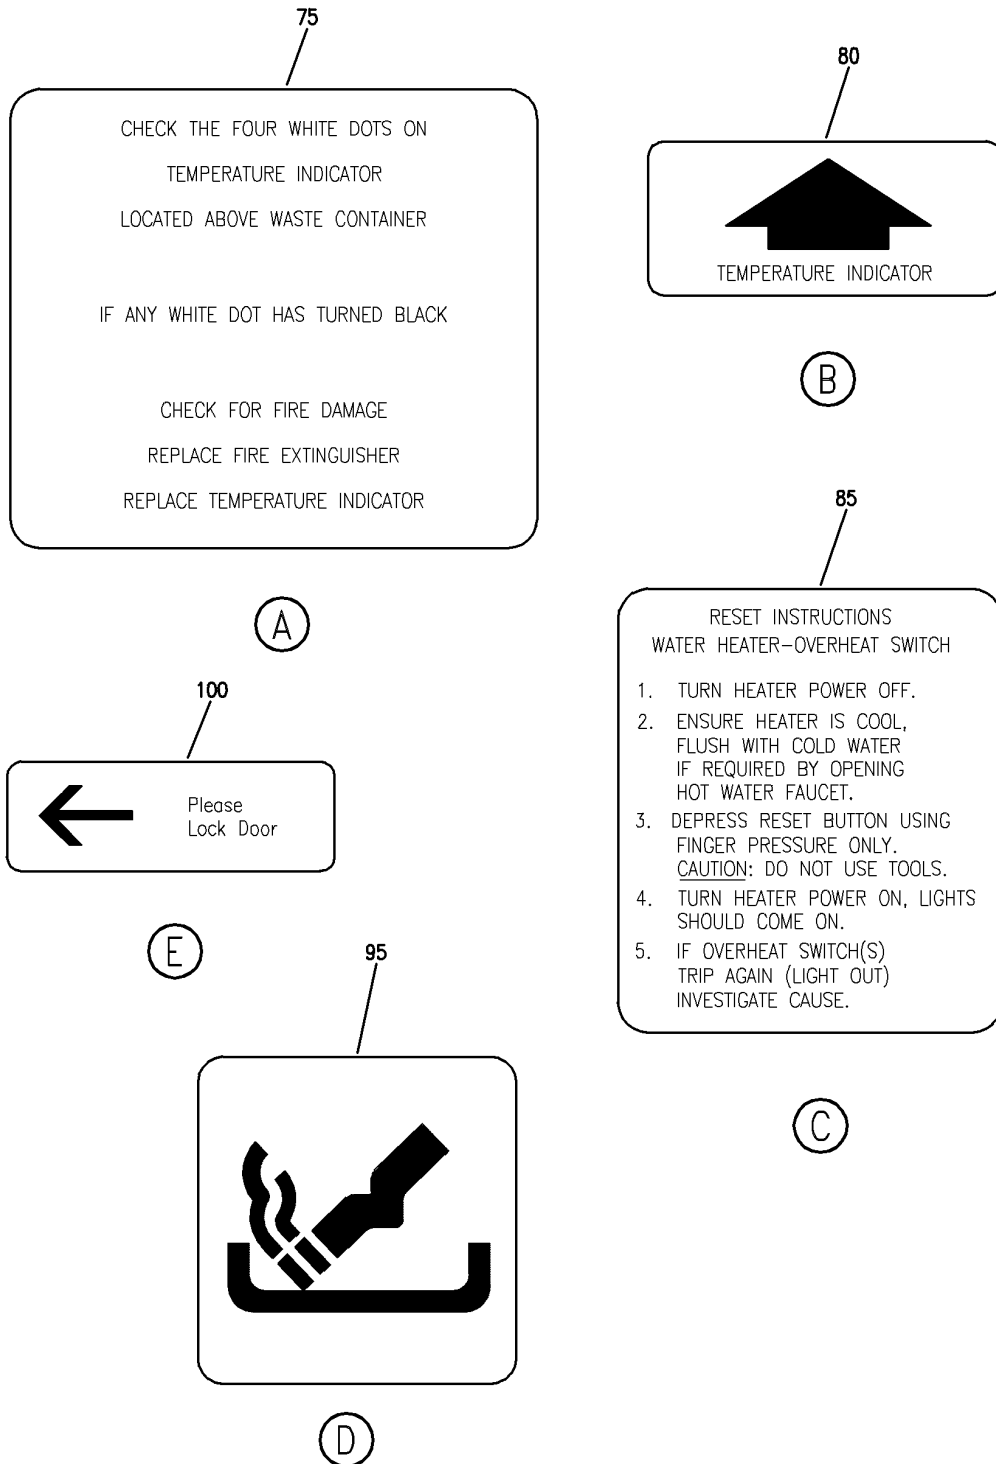 75
CHECK THE FOUR WHITE DOTS ON
TEMPERATURE INDICATOR
LOCATED ABOVE WASTE CONTAINER
IF ANY WHITE DOT HAS TURNED BLACK
CHECK FOR FIRE DAMAGE
REPLACE FIRE EXTINGUISHER
REPLACE TEMPERATURE INDICATOR
A
80
TEMPERATURE INDICATOR
B
85
RESET INSTRUCTIONS
WATER HEATER-OVERHEAT SWITCH
1. TURN HEATER POWER OFF.
2. ENSURE HEATER IS COOL,
FLUSH WITH COLD WATER
IF REQUIRED BY OPENING
HOT WATER FAUCET.
3. DEPRESS RESET BUTTON USING
FINGER PRESSURE ONLY.
CAUTION: DO NOT USE TOOLS.
4. TURN HEATER POWER ON, LIGHTS
SHOULD COME ON.
5. IF OVERHEAT SWITCH(S)
TRIP AGAIN (LIGHT OUT)
INVESTIGATE CAUSE.
C
100
Please
Lock Door
E
95
D